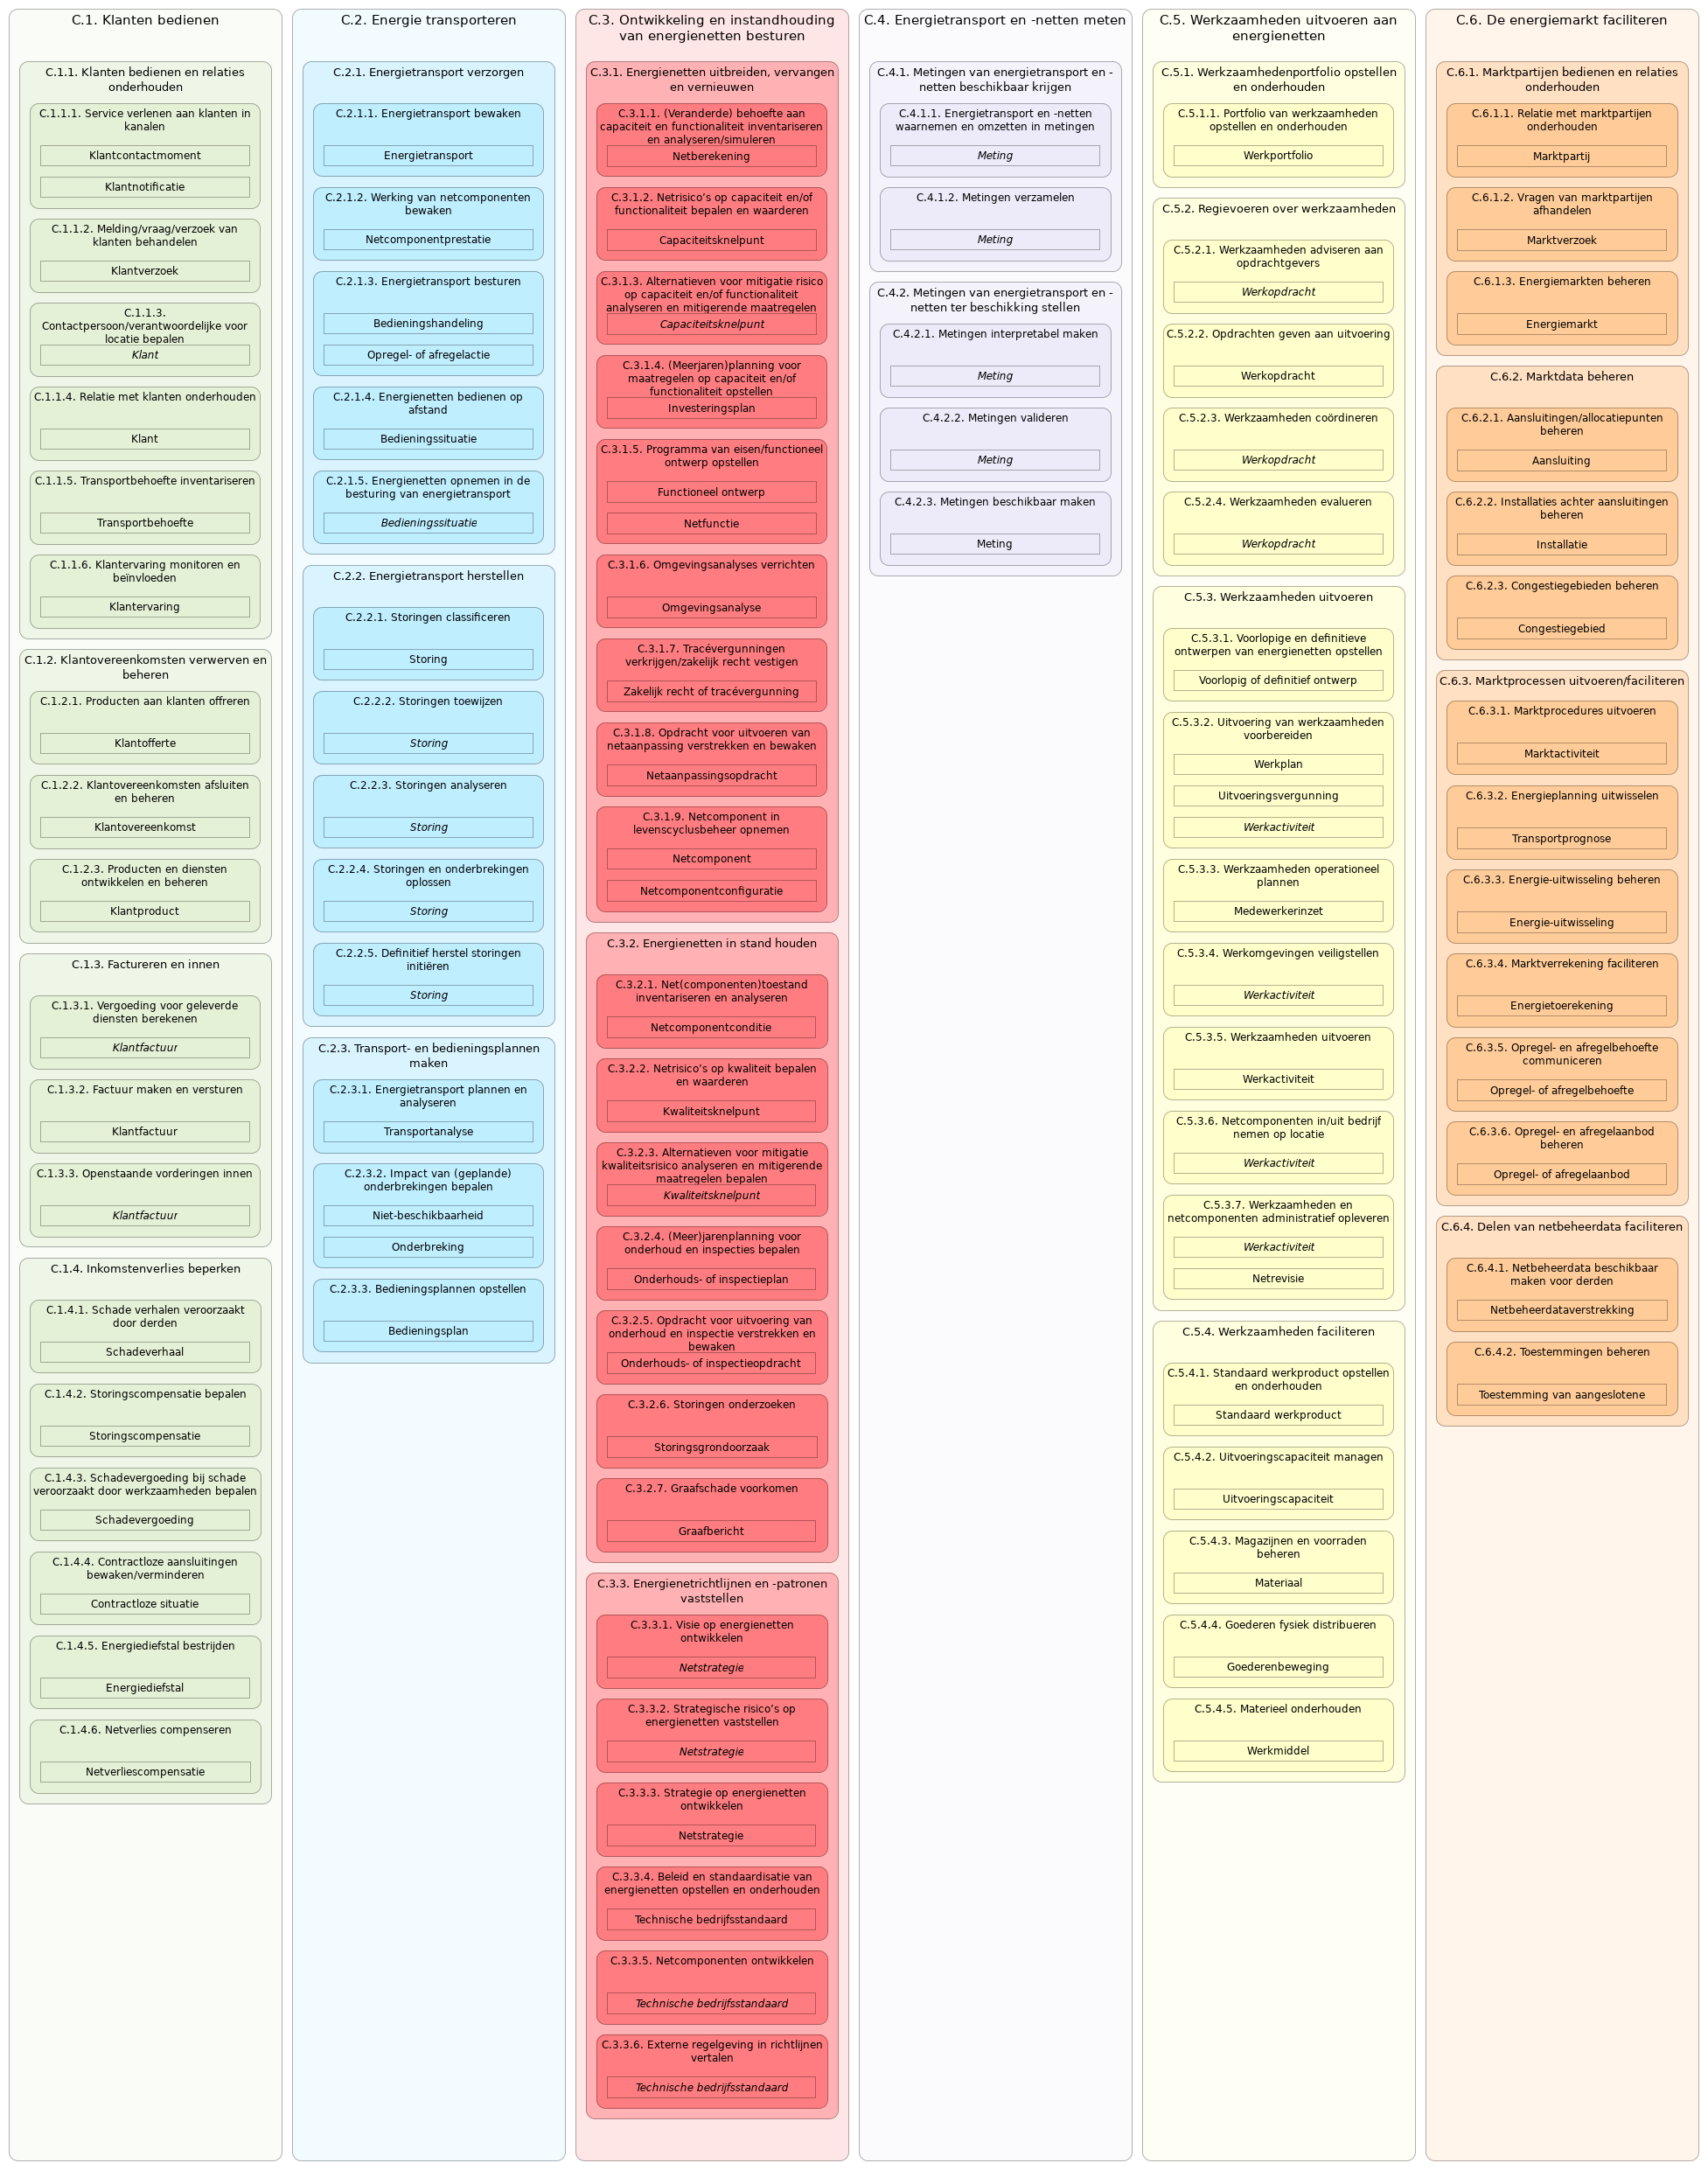 C.1. Klanten bedienen
C.1.1. Klanten bedienen en relaties
onderhouden
C.1.1.1. Service verlenen aan klanten in
kanalen
Klantcontactmoment
Klantnotificatie
C.1.1.2. Melding/vraag/verzoek van
klanten behandelen
Klantverzoek
C.1.1.3.
Contactpersoon/verantwoordelijke voor
locatie bepalen
Klant
C.1.1.4. Relatie met klanten onderhouden
Klant
C.1.1.5. Transportbehoefte inventariseren
Transportbehoefte
C.1.1.6. Klantervaring monitoren en
beïnvloeden
Klantervaring
C.1.2. Klantovereenkomsten verwerven en
beheren
C.1.2.1. Producten aan klanten offreren
Klantofferte
C.1.2.2. Klantovereenkomsten afsluiten
en beheren
Klantovereenkomst
C.1.2.3. Producten en diensten
ontwikkelen en beheren
Klantproduct
C.1.3. Factureren en innen
C.1.3.1. Vergoeding voor geleverde
diensten berekenen
Klantfactuur
C.1.3.2. Factuur maken en versturen
Klantfactuur
C.1.3.3. Openstaande vorderingen innen
Klantfactuur
C.1.4. Inkomstenverlies beperken
C.1.4.1. Schade verhalen veroorzaakt
door derden
Schadeverhaal
C.1.4.2. Storingscompensatie bepalen
Storingscompensatie
C.1.4.3. Schadevergoeding bij schade
veroorzaakt door werkzaamheden bepalen
Schadevergoeding
C.1.4.4. Contractloze aansluitingen
bewaken/verminderen
Contractloze situatie
C.1.4.5. Energiediefstal bestrijden
Energiediefstal
C.1.4.6. Netverlies compenseren
Netverliescompensatie
C.2. Energie transporteren
C.2.1. Energietransport verzorgen
C.2.1.1. Energietransport bewaken
Energietransport
C.2.1.2. Werking van netcomponenten
bewaken
Netcomponentprestatie
C.2.1.3. Energietransport besturen
Bedieningshandeling
Opregel- of afregelactie
C.2.1.4. Energienetten bedienen op
afstand
Bedieningssituatie
C.2.1.5. Energienetten opnemen in de
besturing van energietransport
Bedieningssituatie
C.2.2. Energietransport herstellen
C.2.2.1. Storingen classificeren
Storing
C.2.2.2. Storingen toewijzen
Storing
C.2.2.3. Storingen analyseren
Storing
C.2.2.4. Storingen en onderbrekingen
oplossen
Storing
C.2.2.5. Definitief herstel storingen
initiëren
Storing
C.2.3. Transport- en bedieningsplannen
maken
C.2.3.1. Energietransport plannen en
analyseren
Transportanalyse
C.2.3.2. Impact van (geplande)
onderbrekingen bepalen
Niet-beschikbaarheid
Onderbreking
C.2.3.3. Bedieningsplannen opstellen
Bedieningsplan
C.3. Ontwikkeling en instandhouding
van energienetten besturen
C.3.1. Energienetten uitbreiden, vervangen
en vernieuwen
C.3.1.1. (Veranderde) behoefte aan
capaciteit en functionaliteit inventariseren
en analyseren/simuleren
Netberekening
C.3.1.2. Netrisico's op capaciteit en/of
functionaliteit bepalen en waarderen
Capaciteitsknelpunt
C.3.1.3. Alternatieven voor mitigatie risico
op capaciteit en/of functionaliteit
analyseren en mitigerende maatregelen
Capaciteitsknelpunt
C.3.1.4. (Meerjaren)planning voor
maatregelen op capaciteit en/of
functionaliteit opstellen
Investeringsplan
C.3.1.5. Programma van eisen/functioneel
ontwerp opstellen
Functioneel ontwerp
Netfunctie
C.3.1.6. Omgevingsanalyses verrichten
Omgevingsanalyse
C.3.1.7. Tracévergunningen
verkrijgen/zakelijk recht vestigen
Zakelijk recht of tracévergunning
C.3.1.8. Opdracht voor uitvoeren van
netaanpassing verstrekken en bewaken
Netaanpassingsopdracht
C.3.1.9. Netcomponent in
levenscyclusbeheer opnemen
Netcomponent
Netcomponentconfiguratie
C.3.2. Energienetten in stand houden
C.3.2.1. Net(componenten)toestand
inventariseren en analyseren
Netcomponentconditie
C.3.2.2. Netrisico's op kwaliteit bepalen
en waarderen
Kwaliteitsknelpunt
C.3.2.3. Alternatieven voor mitigatie
kwaliteitsrisico analyseren en mitigerende
maatregelen bepalen
Kwaliteitsknelpunt
C.3.2.4. (Meer)jarenplanning voor
onderhoud en inspecties bepalen
Onderhouds- of inspectieplan
C.3.2.5. Opdracht voor uitvoering van
onderhoud en inspectie verstrekken en
bewaken
Onderhouds- of inspectieopdracht
C.3.2.6. Storingen onderzoeken
Storingsgrondoorzaak
C.3.2.7. Graafschade voorkomen
Graafbericht
C.3.3. Energienetrichtlijnen en -patronen
vaststellen
C.3.3.1. Visie op energienetten
ontwikkelen
Netstrategie
C.3.3.2. Strategische risico's op
energienetten vaststellen
Netstrategie
C.3.3.3. Strategie op energienetten
ontwikkelen
Netstrategie
C.3.3.4. Beleid en standaardisatie van
energienetten opstellen en onderhouden
Technische bedrijfsstandaard
C.3.3.5. Netcomponenten ontwikkelen
Technische bedrijfsstandaard
C.3.3.6. Externe regelgeving in richtlijnen
vertalen
Technische bedrijfsstandaard
C.4. Energietransport en -netten meten
C.4.1. Metingen van energietransport en -
netten beschikbaar krijgen
C.4.1.1. Energietransport en -netten
waarnemen en omzetten in metingen
Meting
C.4.1.2. Metingen verzamelen
Meting
C.4.2. Metingen van energietransport en -
netten ter beschikking stellen
C.4.2.1. Metingen interpretabel maken
Meting
C.4.2.2. Metingen valideren
Meting
C.4.2.3. Metingen beschikbaar maken
Meting
C.5. Werkzaamheden uitvoeren aan
energienetten
C.5.1. Werkzaamhedenportfolio opstellen
en onderhouden
C.5.1.1. Portfolio van werkzaamheden
opstellen en onderhouden
Werkportfolio
C.5.2. Regievoeren over werkzaamheden
C.5.2.1. Werkzaamheden adviseren aan
opdrachtgevers
Werkopdracht
C.5.2.2. Opdrachten geven aan uitvoering
Werkopdracht
C.5.2.3. Werkzaamheden coördineren
Werkopdracht
C.5.2.4. Werkzaamheden evalueren
Werkopdracht
C.5.3. Werkzaamheden uitvoeren
C.5.3.1. Voorlopige en definitieve
ontwerpen van energienetten opstellen
Voorlopig of definitief ontwerp
C.5.3.2. Uitvoering van werkzaamheden
voorbereiden
Werkplan
Uitvoeringsvergunning
Werkactiviteit
C.5.3.3. Werkzaamheden operationeel
plannen
Medewerkerinzet
C.5.3.4. Werkomgevingen veiligstellen
Werkactiviteit
C.5.3.5. Werkzaamheden uitvoeren
Werkactiviteit
C.5.3.6. Netcomponenten in/uit bedrijf
nemen op locatie
Werkactiviteit
C.5.3.7. Werkzaamheden en
netcomponenten administratief opleveren
Werkactiviteit
Netrevisie
C.5.4. Werkzaamheden faciliteren
C.5.4.1. Standaard werkproduct opstellen
en onderhouden
Standaard werkproduct
C.5.4.2. Uitvoeringscapaciteit managen
Uitvoeringscapaciteit
C.5.4.3. Magazijnen en voorraden
beheren
Materiaal
C.5.4.4. Goederen fysiek distribueren
Goederenbeweging
C.5.4.5. Materieel onderhouden
Werkmiddel
C.6. De energiemarkt faciliteren
C.6.1. Marktpartijen bedienen en relaties
onderhouden
C.6.1.1. Relatie met marktpartijen
onderhouden
Marktpartij
C.6.1.2. Vragen van marktpartijen
afhandelen
Marktverzoek
C.6.1.3. Energiemarkten beheren
Energiemarkt
C.6.2. Marktdata beheren
C.6.2.1. Aansluitingen/allocatiepunten
beheren
Aansluiting
C.6.2.2. Installaties achter aansluitingen
beheren
Installatie
C.6.2.3. Congestiegebieden beheren
Congestiegebied
C.6.3. Marktprocessen uitvoeren/faciliteren
C.6.3.1. Marktprocedures uitvoeren
Marktactiviteit
C.6.3.2. Energieplanning uitwisselen
Transportprognose
C.6.3.3. Energie-uitwisseling beheren
Energie-uitwisseling
C.6.3.4. Marktverrekening faciliteren
Energietoerekening
C.6.3.5. Opregel- en afregelbehoefte
communiceren
Opregel- of afregelbehoefte
C.6.3.6. Opregel- en afregelaanbod
beheren
Opregel- of afregelaanbod
C.6.4. Delen van netbeheerdata faciliteren
C.6.4.1. Netbeheerdata beschikbaar
maken voor derden
Netbeheerdataverstrekking
C.6.4.2. Toestemmingen beheren
Toestemming van aangeslotene